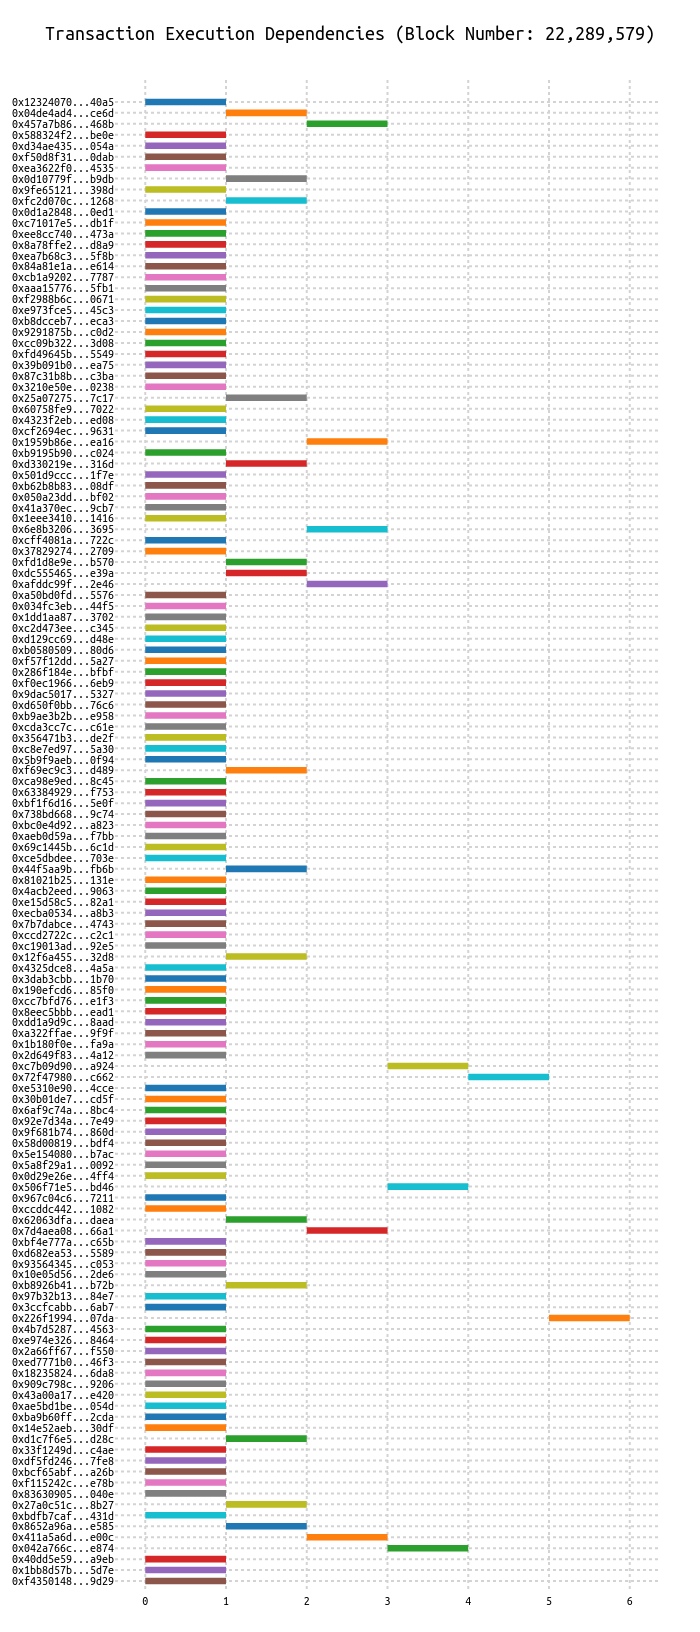 Transaction Execution Dependencies (Block Number: 22,289,579)
0x12324070...40a5
0x04de4ad4...ce6d
0x457a7b86...468b
0x588324f2...be0e
0xd34ae435...054a
0xf50d8f31...0dab
0xea3622f0...4535
0x0d10779f...b9db
0x9fe65121...398d
0xfc2d070c...1268
0x0d1a2848...0ed1
0xc71017e5...db1f
0xee8cc740...473a
0x8a78ffe2...d8a9
0xea7b68c3...5f8b
0x84a81e1a...e614
0xcb1a9202...7787
0xaaa15776...5fb1
0xf2988b6c...0671
0xe973fce5...45c3
0xb8dcceb7...eca3
0x9291875b...c0d2
0xcc09b322...3d08
0xfd49645b...5549
0x39b091b0...ea75
0x87c31b8b...c3ba
0x3210e50e...0238
0x25a07275...7c17
0x60758fe9...7022
0x4323f2eb...ed08
0xcf2694ec...9631
0x1959b86e...ea16
0xb9195b90...c024
0xd330219e...316d
0x501d9ccc...1f7e
0xb62b8b83...08df
0x050a23dd...bf02
0x41a370ec...9cb7
0x1eee3410...1416
0x6e8b3206...3695
0xcff4081a...722c
0x37829274...2709
0xfd1d8e9e...b570
0xdc555465...e39a
0xafddc99f...2e46
0xa50bd0fd...5576
0x034fc3eb...44f5
0x1dd1aa87...3702
0xc2d473ee...c345
0xd129cc69...d48e
0xb0580509...80d6
0xf57f12dd...5a27
0x286f184e...bfbf
0xf0ec1966...6eb9
0x9dac5017...5327
0xd650f0bb...76c6
0xb9ae3b2b...e958
0xcda3cc7c...c61e
0x356471b3...de2f
0xc8e7ed97...5a30
0x5b9f9aeb...0f94
0xf69ec9c3...d489
0xca98e9ed...8c45
0x63384929...f753
0xbf1f6d16...5e0f
0x738bd668...9c74
0xbc0e4d92...a823
0xaeb0d59a...f7bb
0x69c1445b...6c1d
0xce5dbdee...703e
0x44f5aa9b...fb6b
0x81021b25...131e
0x4acb2eed...9063
0xe15d58c5...82a1
0xecba0534...a8b3
0x7b7dabce...4743
0xccd2722c...c2c1
0xc19013ad...92e5
0x12f6a455...32d8
0x4325dce8...4a5a
0x3dab3cbb...1b70
0x190efcd6...85f0
0xcc7bfd76...e1f3
0x8eec5bbb...ead1
0xdd1a9d9c...8aad
0xa322ffae...9f9f
0x1b180f0e...fa9a
0x2d649f83...4a12
0xc7b09d90...a924
0x72f47980...c662
0xe5310e90...4cce
0x30b01de7...cd5f
0x6af9c74a...8bc4
0x92e7d34a...7e49
0x9f681b74...860d
0x58d00819...bdf4
0x5e154080...b7ac
0x5a8f29a1...0092
0x0d29e26e...4ff4
0x506f71e5...bd46
0x967c04c6...7211
0xccddc442...1082
0x62063dfa...daea
0x7d4aea08...66a1
0xbf4e777a...c65b
0xd682ea53...5589
0x93564345...c053
0x10e05d56...2de6
0xb8926b41...b72b
0x97b32b13...84e7
0x3ccfcabb...6ab7
0x226f1994...07da
0x4b7d5287...4563
0xe974e326...8464
0x2a66ff67...f550
0xed7771b0...46f3
0x18235824...6da8
0x909c798c...9206
0x43a00a17...e420
0xae5bd1be...054d
0xba9b60ff...2cda
0x14e52aeb...30df
0xd1c7f6e5...d28c
0x33f1249d...c4ae
0xdf5fd246...7fe8
0xbcf65abf...a26b
0xf115242c...e78b
0x83630905...040e
0x27a0c51c...8b27
0xbdfb7caf...431d
0x8652a96a...e585
0x411a5a6d...e00c
0x042a766c...e874
0x40dd5e59...a9eb
0x1bb8d57b...5d7e
0xf4350148...9d29
0 1 2 3 4 5 6